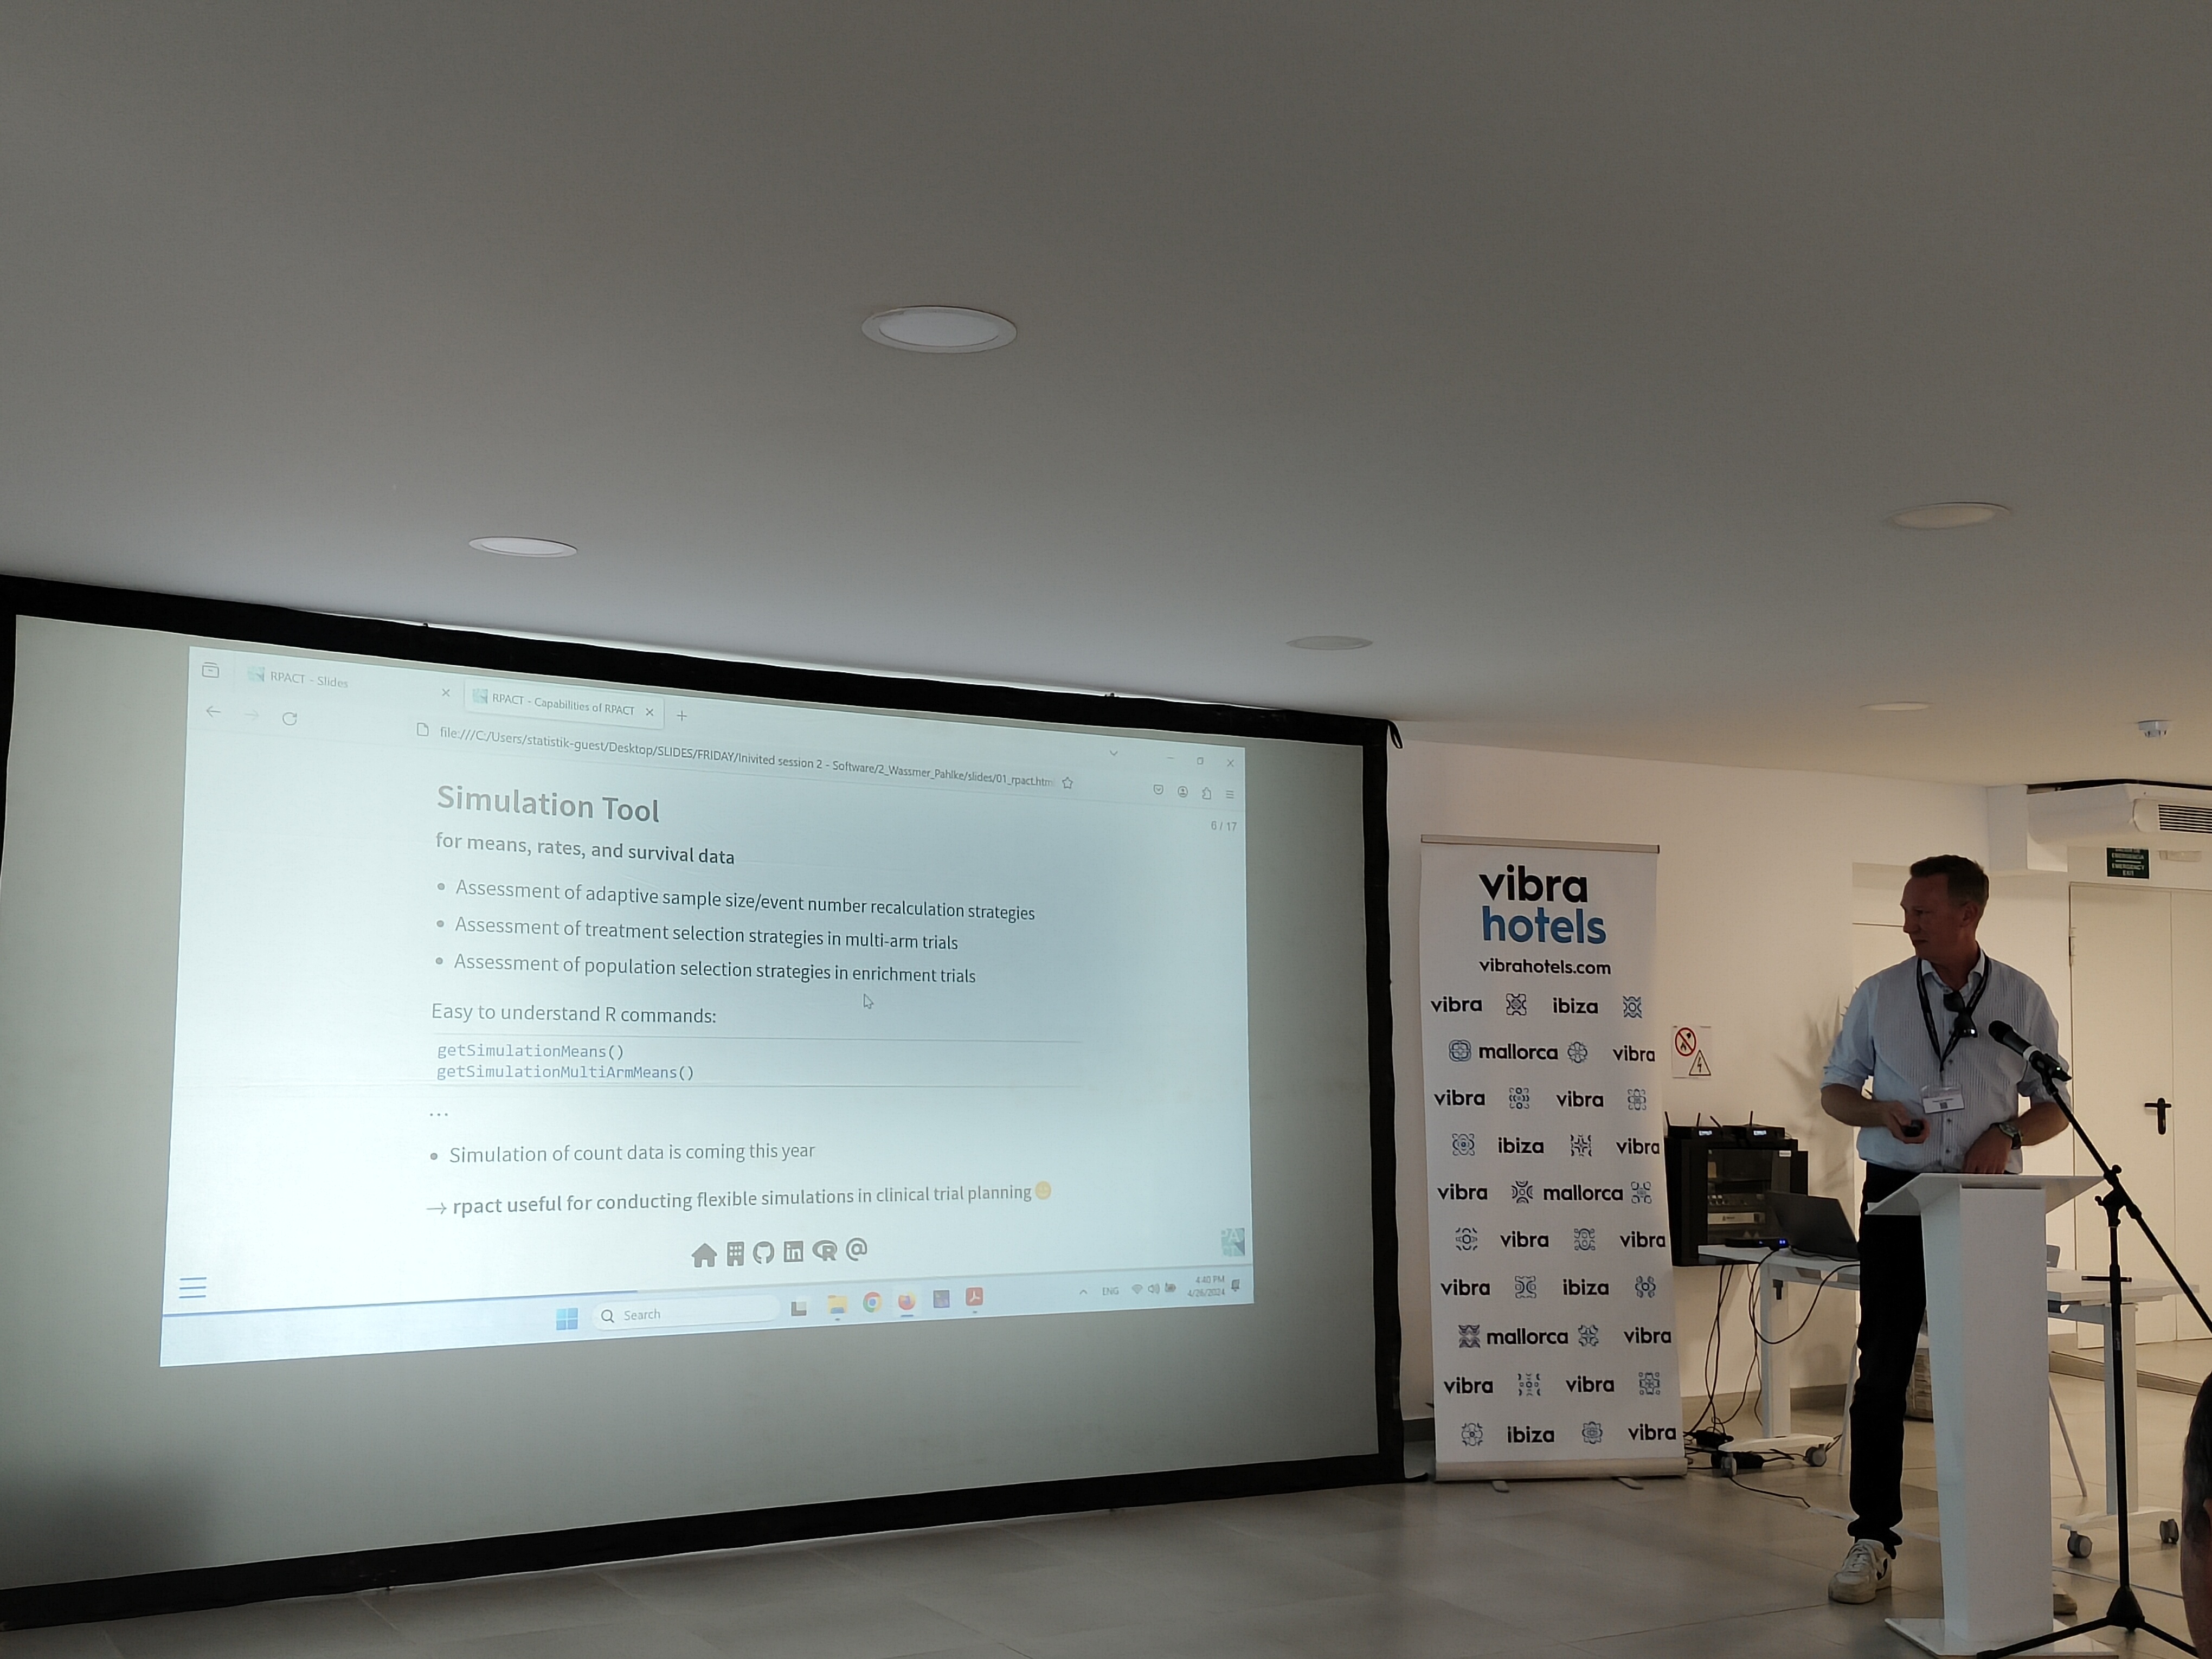 RPACT - Slides
RPACT - Capabilities of RPACT
file:///C:/Users/statistik-guest/Desktop/SLIDES/FRIDAY/Inivited session 2 - Software/2_Wassmer_Pahlke/slides/01_rpact.htm
6 / 17
Simulation Tool
for means, rates, and survival data
• Assessment of adaptive sample size/event number recalculation strategies
• Assessment of treatment selection strategies in multi-arm trials
• Assessment of population selection strategies in enrichment trials
Easy to understand R commands:
getSimulationMeans()
getSimulationMultiArmMeans()
...
• Simulation of count data is coming this year
→ rpact useful for conducting flexible simulations in clinical trial planning
Search
ENG
4:40 PM
4/26/2024
vibra
hotels
vibrahotels.com
vibra ibiza
mallorca vibra
vibra vibra
ibiza vibra
vibra mallorca
vibra vibra
vibra ibiza
mallorca vibra
vibra vibra
ibiza vibra
EMERGENCY
EXIT